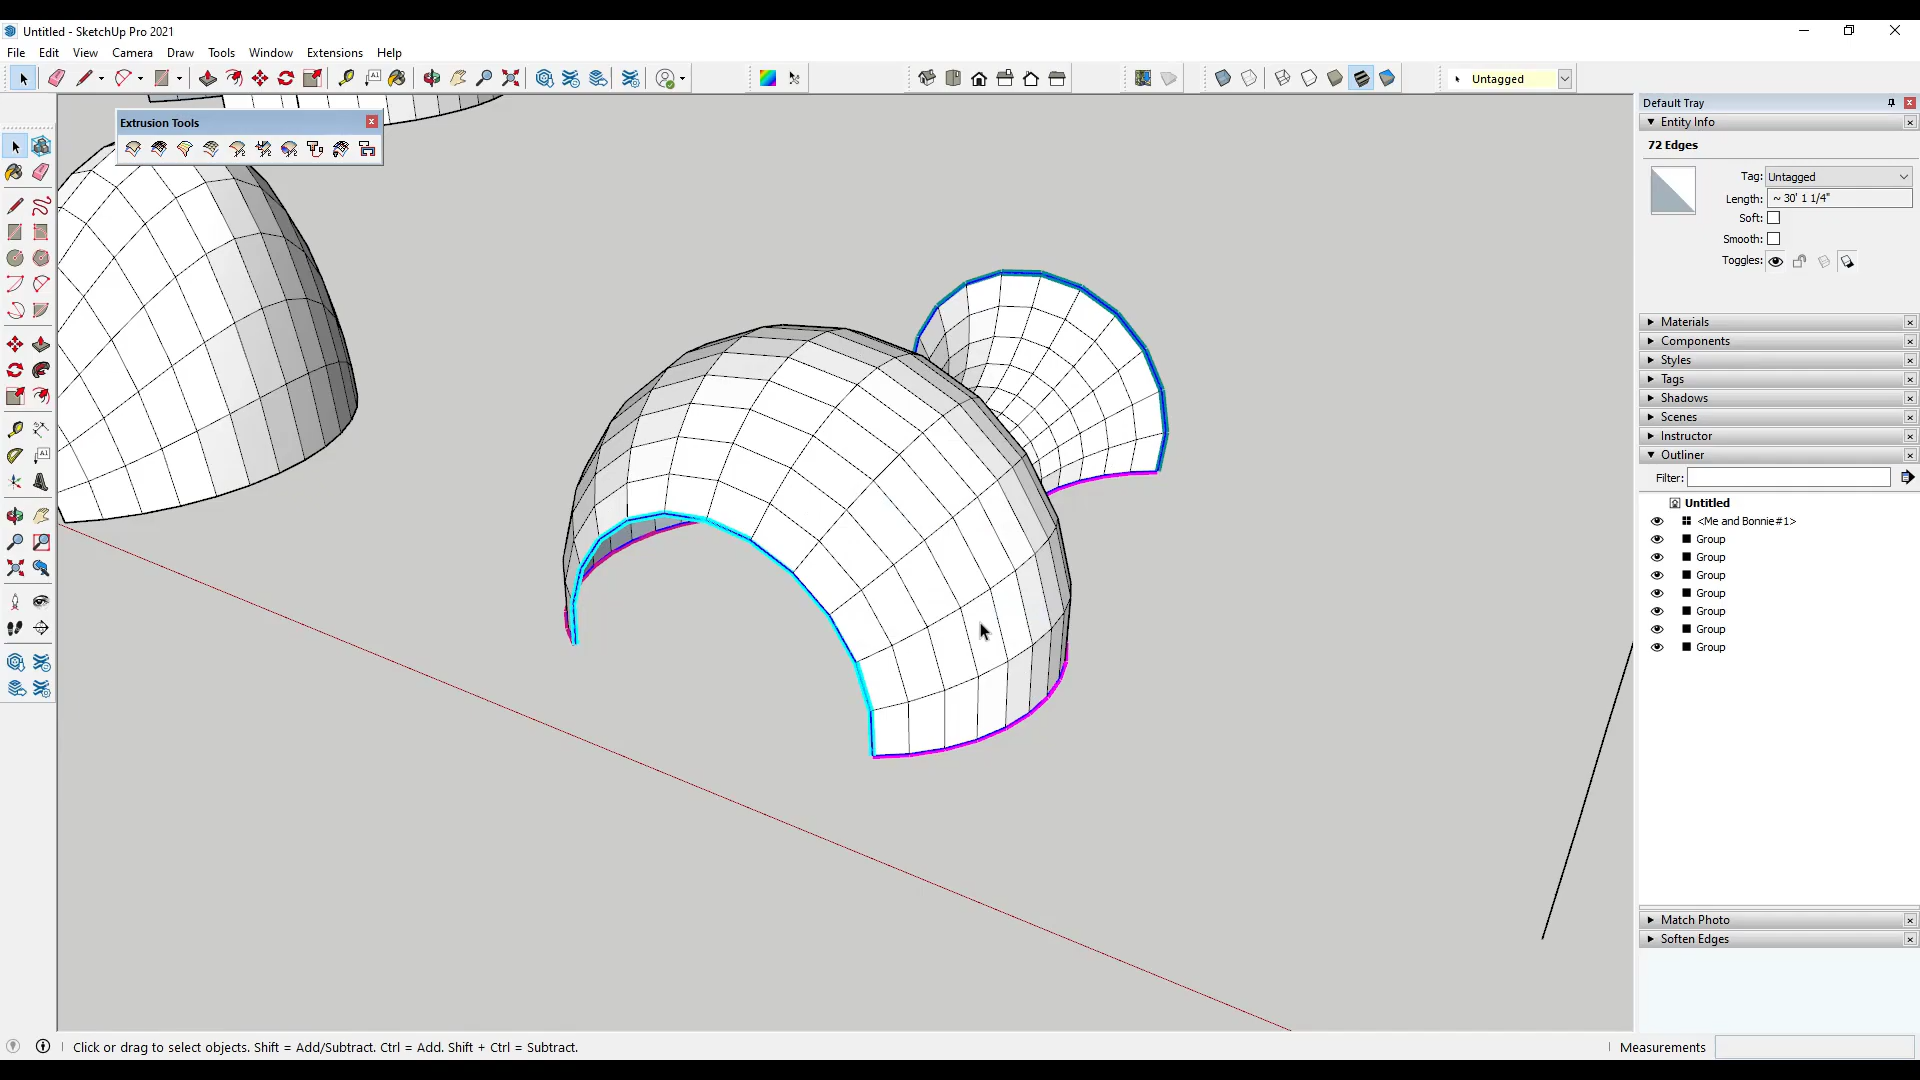 Untitled - SketchUp Pro 2021
File Edit View Camera Draw Tools Window Extensions Help
Untagged
Extrusion Tools
Default Tray
Entity Info
72 Edges
Tag: Untagged
Length: ~ 30' 1 1/4"
Soft:
Smooth:
Toggles:
Materials
Components
Styles
Tags
Shadows
Scenes
Instructor
Outliner
Filter:
Untitled
<Me and Bonnie#1>
Group
Group
Group
Group
Group
Group
Group
Match Photo
Soften Edges
Click or drag to select objects. Shift = Add/Subtract. Ctrl = Add. Shift + Ctrl = Subtract.
Measurements